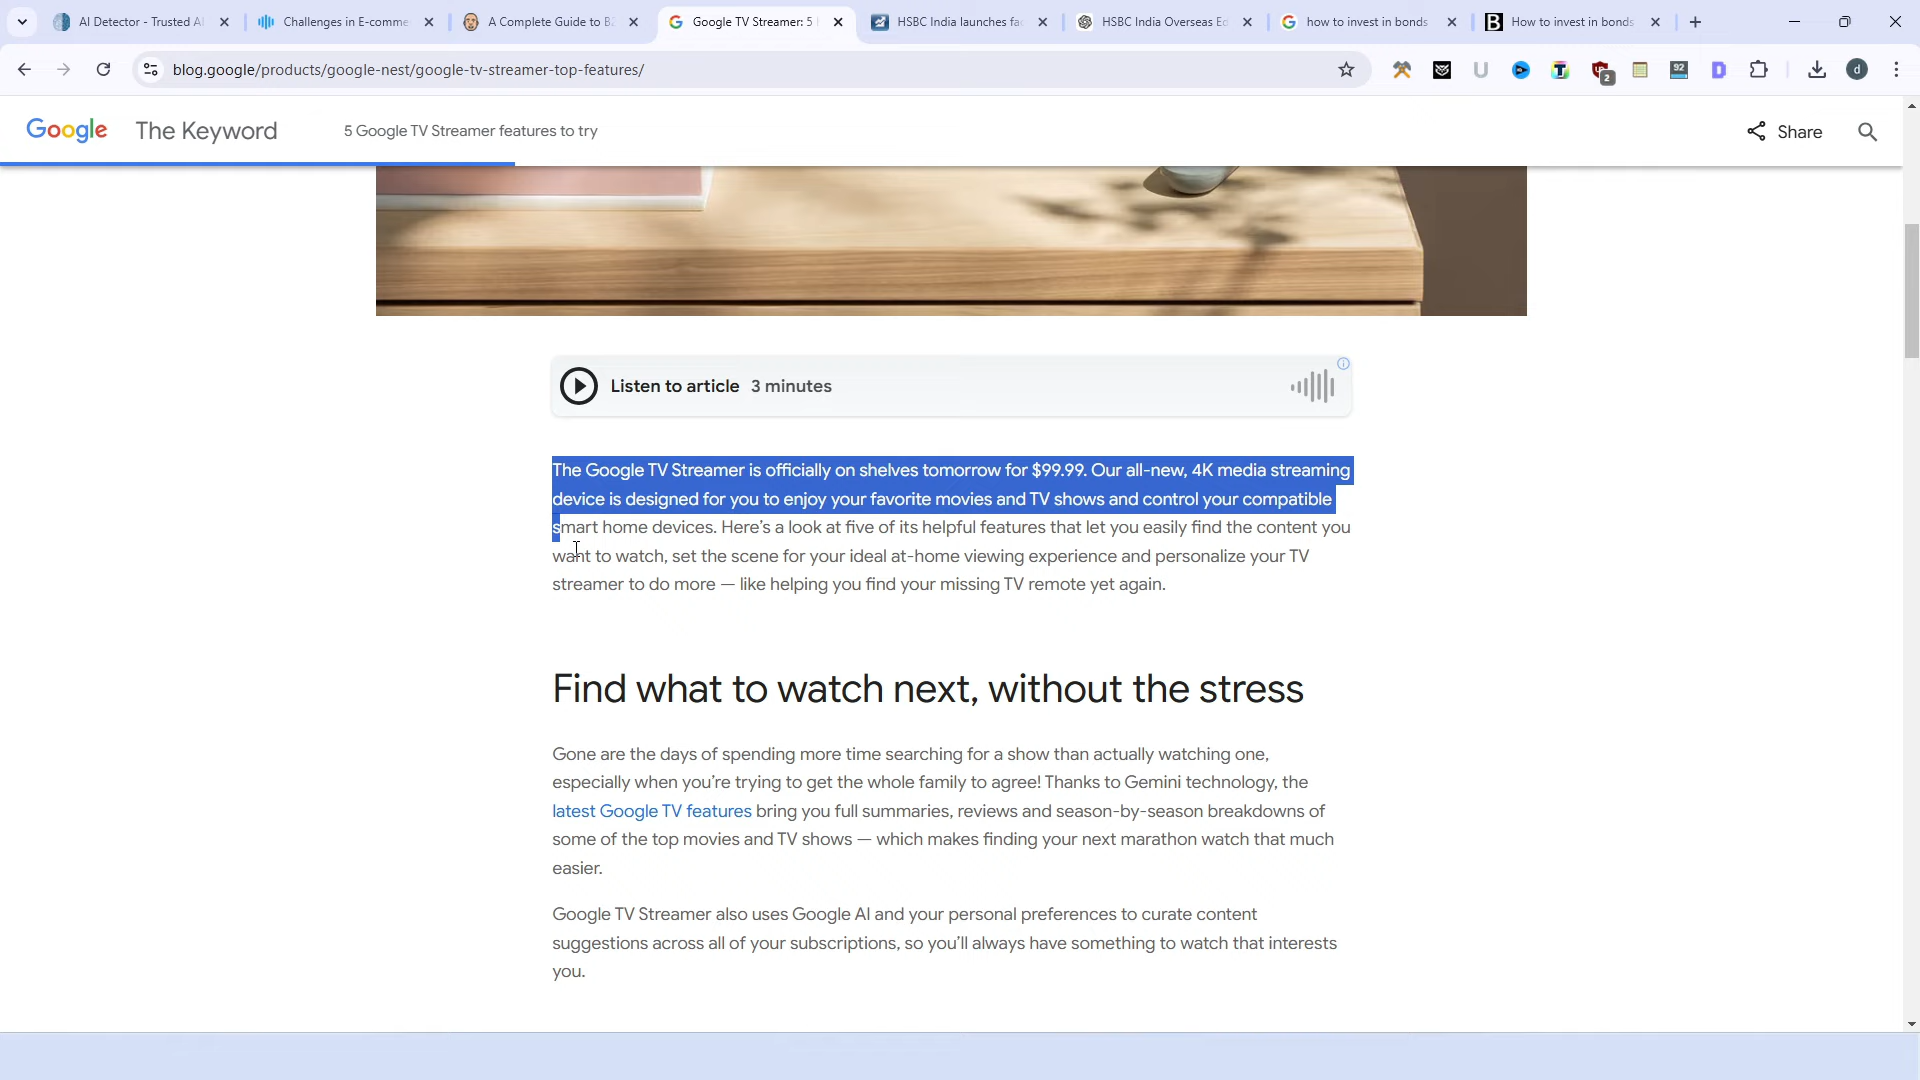 AI Detector - Trusted AI
Challenges in E-comme
A Complete Guide to B2
Google TV Streamer: 5
HSBC India launches fa
HSBC India Overseas Ed
how to invest in bonds
How to invest in bonds
blog.google/products/google-nest/google-tv-streamer-top-features/
2
92
d
Google The Keyword
5 Google TV Streamer features to try
Share
Listen to article 3 minutes
The Google TV Streamer is officially on shelves tomorrow for $99.99. Our all-new, 4K media streaming
device is designed for you to enjoy your favorite movies and TV shows and control your compatible
smart home devices. Here's a look at five of its helpful features that let you easily find the content you
want to watch, set the scene for your ideal at-home viewing experience and personalize your TV
streamer to do more — like helping you find your missing TV remote yet again.
Find what to watch next, without the stress
Gone are the days of spending more time searching for a show than actually watching one,
especially when you're trying to get the whole family to agree! Thanks to Gemini technology, the
latest Google TV features bring you full summaries, reviews and season-by-season breakdowns of
some of the top movies and TV shows — which makes finding your next marathon watch that much
easier.
Google TV Streamer also uses Google AI and your personal preferences to curate content
suggestions across all of your subscriptions, so you'll always have something to watch that interests
you.